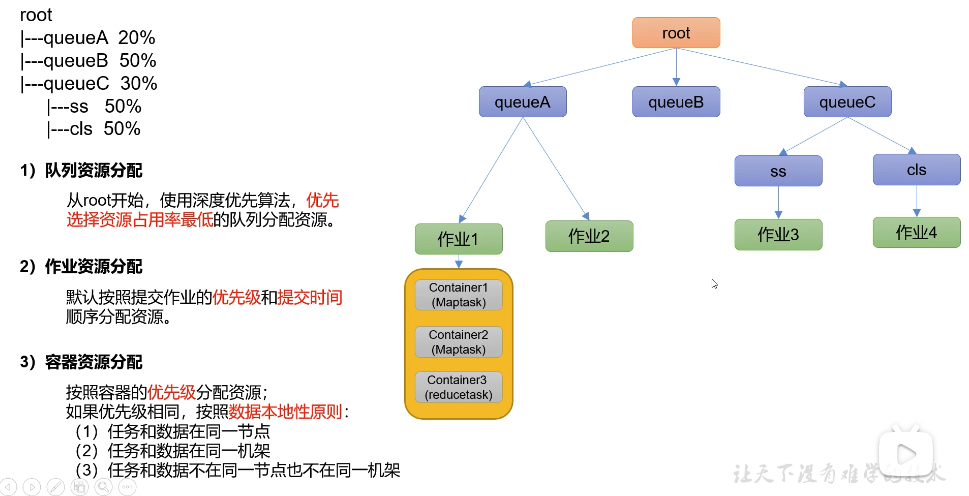 root
|---queueA 20%
|---queueB 50%
|---queueC 30%
|---ss 50%
|---cls 50%
1）队列资源分配
从root开始，使用深度优先算法，优先
选择资源占用率最低的队列分配资源。
2）作业资源分配
默认按照提交作业的优先级和提交时间
顺序分配资源。
3）容器资源分配
按照容器的优先级分配资源；
如果优先级相同，按照数据本地性原则：
（1）任务和数据在同一节点
（2）任务和数据在同一机架
（3）任务和数据不在同一节点也不在同一机架
root
queueA
queueB
queueC
ss
cls
作业1
作业2
作业3
作业4
Container1
(Maptask)
Container2
(Maptask)
Container3
(reducetask)
让天下没有难学的技术